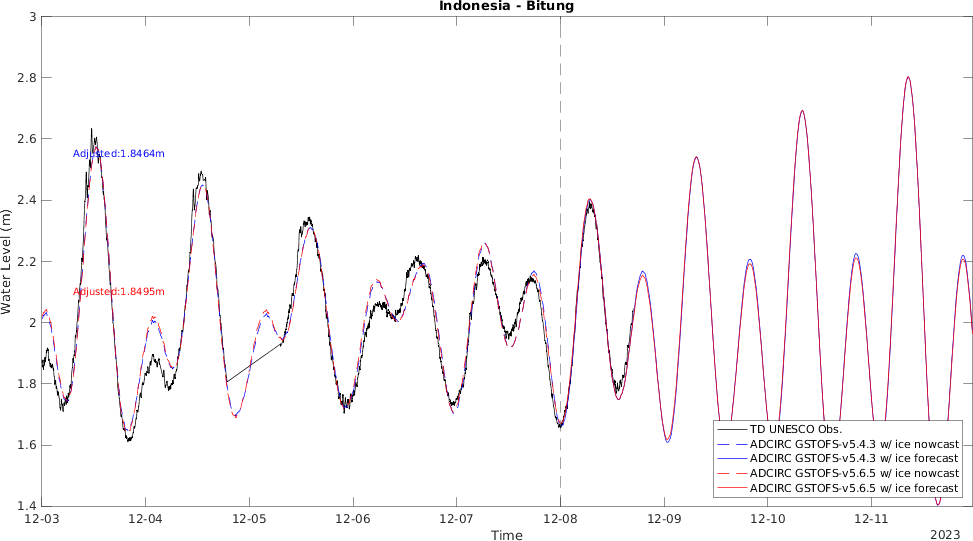 Indonesia - Bitung
3
2.8
2.6
2.4
2.2
2
1.8
1.6
1.4
Water Level (m)
Adjusted:1.8464m
Adjusted:1.8495m
TD UNESCO Obs.
ADCIRC GSTOFS-v5.4.3 w/ ice nowcast
ADCIRC GSTOFS-v5.4.3 w/ ice forecast
ADCIRC GSTOFS-v5.6.5 w/ ice nowcast
ADCIRC GSTOFS-v5.6.5 w/ ice forecast
12-03 12-04 12-05 12-06 12-07 12-08 12-09 12-10 12-11
Time
2023